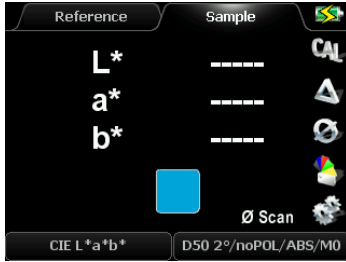 Reference Sample
L* -----
a* -----
b* -----
Ø Scan
CIE L*a*b* D50 2°/noPOL/ABS/M0
CAL